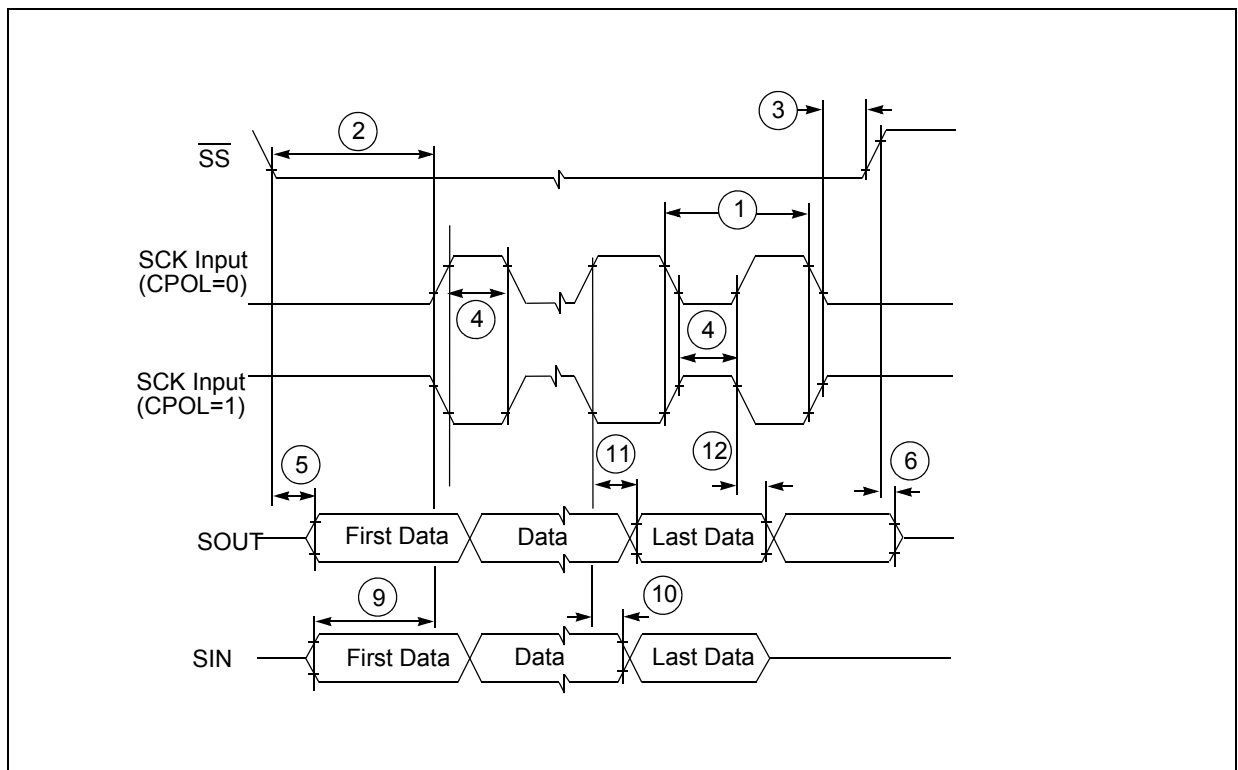 3
2
SS
1
SCK Input
(CPOL=0)
4
4
SCK Input
(CPOL=1)
11
12
5
6
SOUT
First Data
Data
Last Data
9
10
SIN
First Data
Data
Last Data